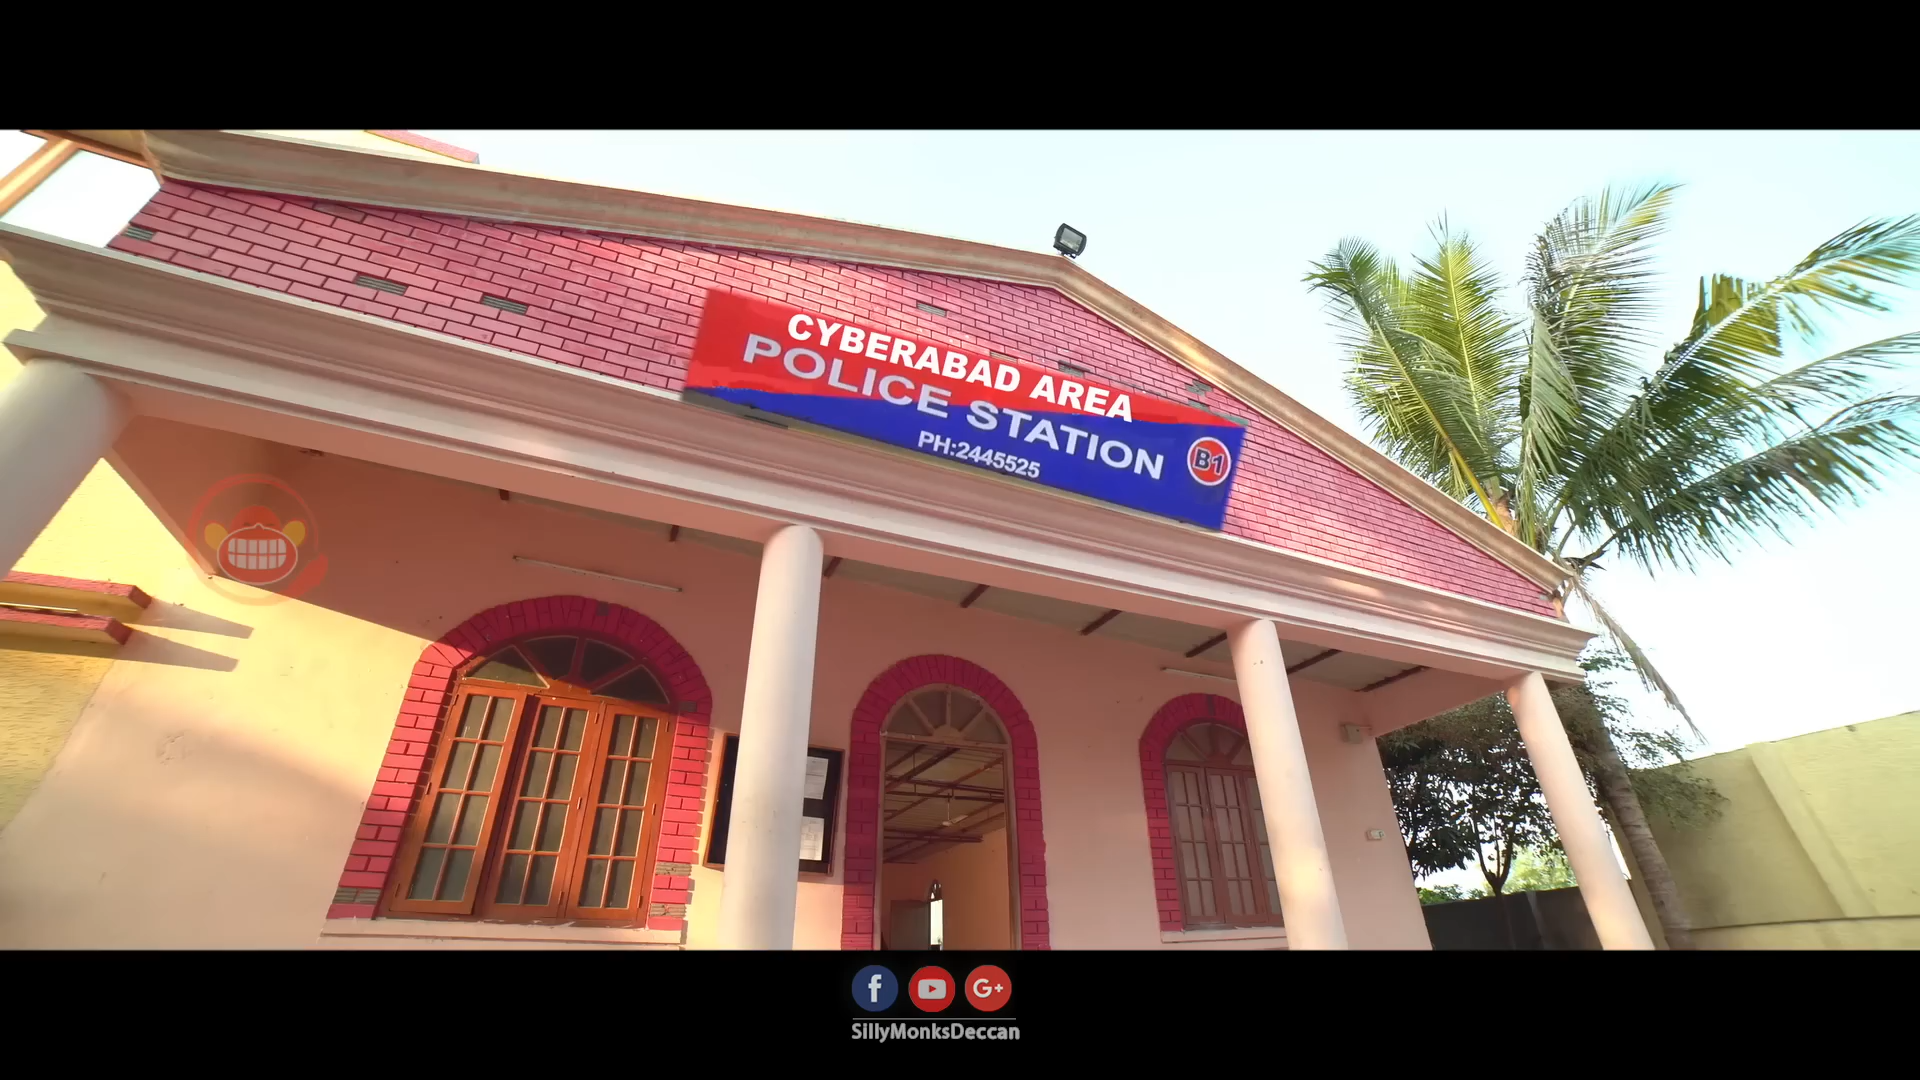 CYBERABAD AREA
POLICE STATION
PH:2445525
B1
f
G+
SillyMonksDeccan